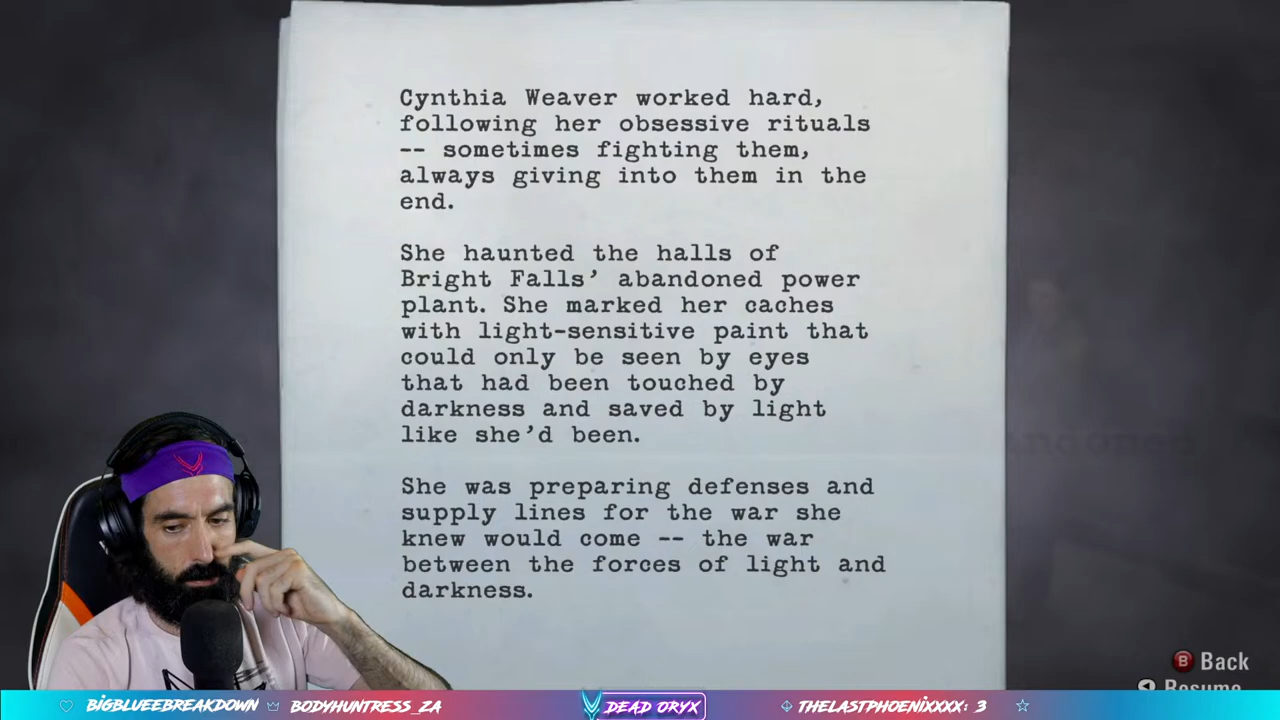 Cynthia Weaver worked hard,
following her obsessive rituals
-- sometimes fighting them,
always giving into them in the
end.
She haunted the halls of
Bright Falls' abandoned power
plant. She marked her caches
with light-sensitive paint that
could only be seen by eyes
that had been touched by
darkness and saved by light
like she'd been.
She was preparing defenses and
supply lines for the war she
knew would come -- the war
between the forces of light and
darkness.
B Back
Resume
BIGBLUEEBREAKDOWN BODYHUNTRESS_ZA DEAD ORYX THELASTPHOENIXXXX: 3